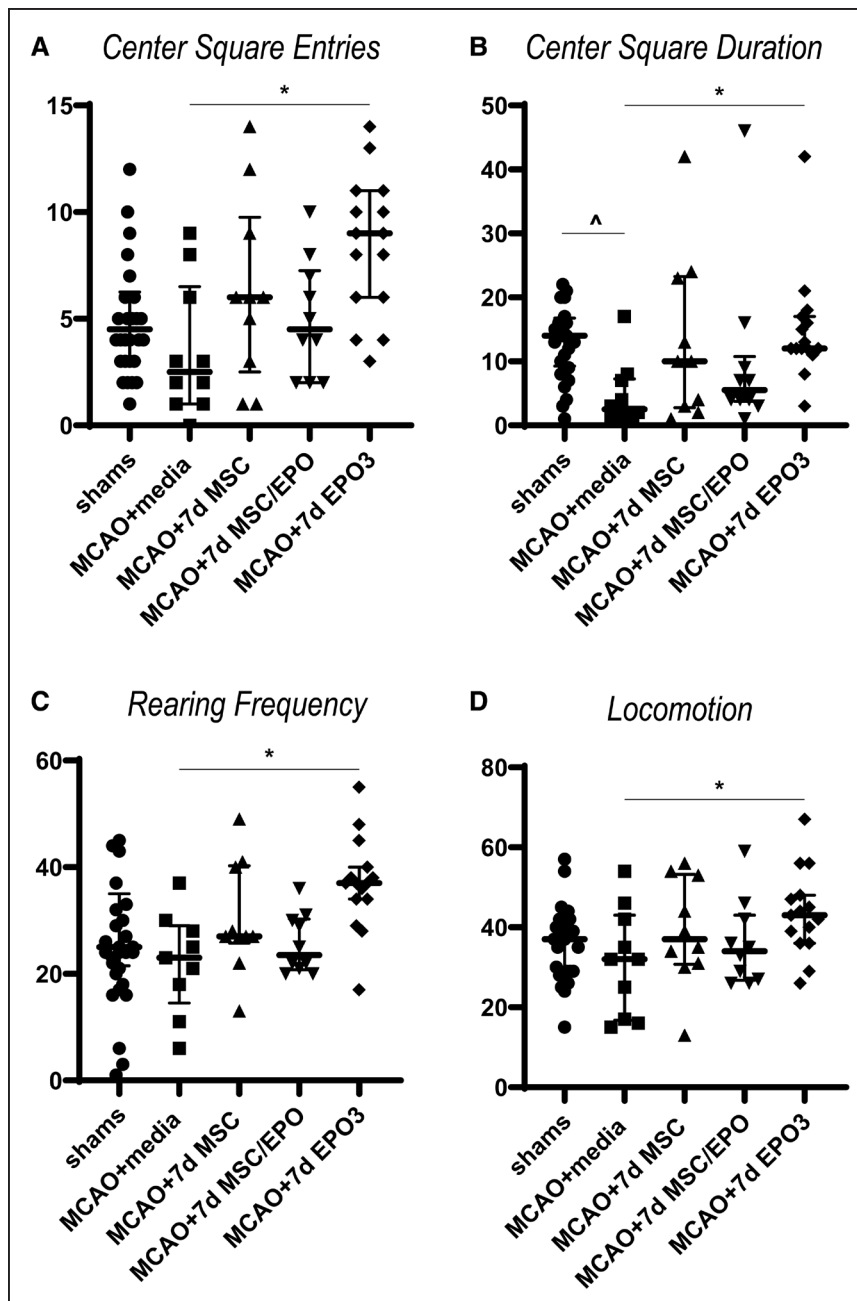 A Center Square Entries
*
15
10
5
0
shams
MCAO+media
MCAO+7d MSC
MCAO+7d MSC/EPO
MCAO+7d EPO3
B Center Square Duration
*
^
50
40
30
20
10
0
shams
MCAO+media
MCAO+7d MSC
MCAO+7d MSC/EPO
MCAO+7d EPO3
C Rearing Frequency
*
60
40
20
0
shams
MCAO+media
MCAO+7d MSC
MCAO+7d MSC/EPO
MCAO+7d EPO3
D Locomotion
*
80
60
40
20
0
shams
MCAO+media
MCAO+7d MSC
MCAO+7d MSC/EPO
MCAO+7d EPO3